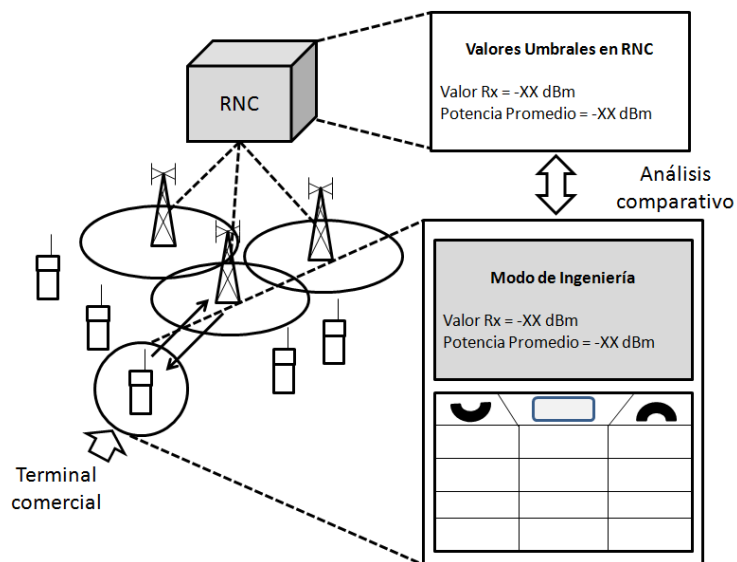 RNC
Valores Umbrales en RNC
Valor Rx = -XX dBm
Potencia Promedio = -XX dBm
Análisis
comparativo
Modo de Ingeniería
Valor Rx = -XX dBm
Potencia Promedio = -XX dBm
Terminal
comercial